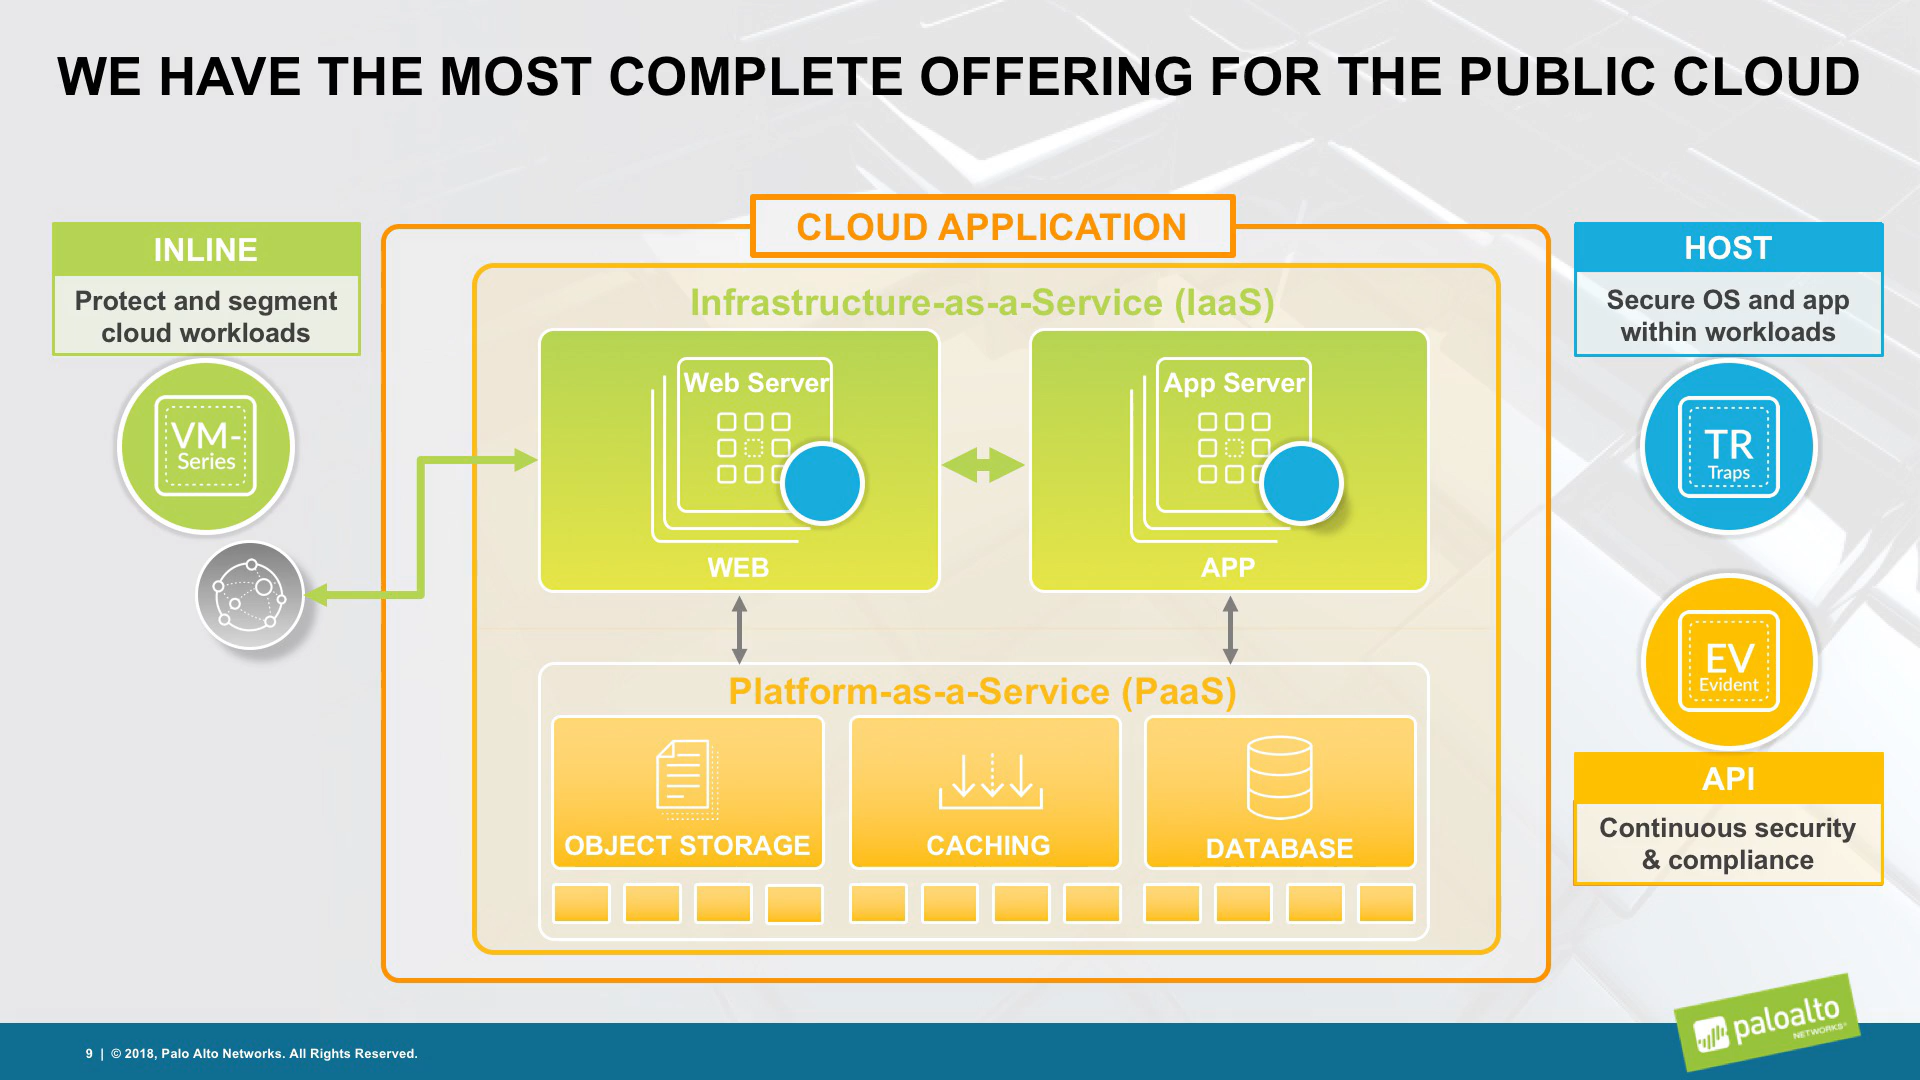 WE HAVE THE MOST COMPLETE OFFERING FOR THE PUBLIC CLOUD
CLOUD APPLICATION
INLINE
Protect and segment
cloud workloads
VM-
Series
Infrastructure-as-a-Service (IaaS)
Web Server
WEB
App Server
APP
Platform-as-a-Service (PaaS)
OBJECT STORAGE
CACHING
DATABASE
HOST
Secure OS and app
within workloads
TR
Traps
EV
Evident
API
Continuous security
& compliance
9 | © 2018, Palo Alto Networks. All Rights Reserved.
paloalto
NETWORKS®